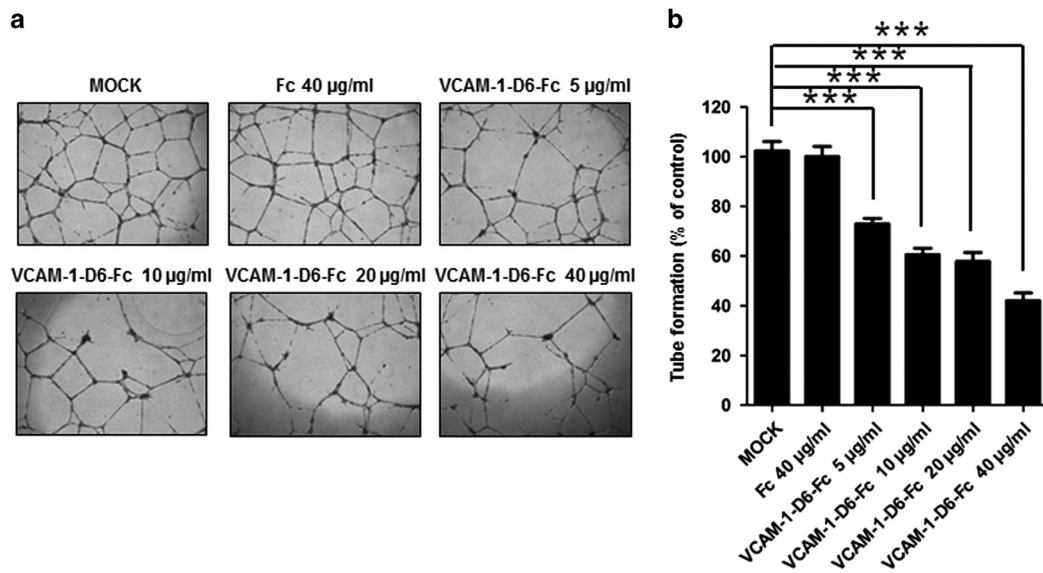 a
MOCK
Fc 40 µg/ml
VCAM-1-D6-Fc 5 µg/ml
VCAM-1-D6-Fc 10 µg/ml
VCAM-1-D6-Fc 20 µg/ml
VCAM-1-D6-Fc 40 µg/ml
b
***
***
***
***
Tube formation (% of control)
120
100
80
60
40
20
0
MOCK
Fc 40 µg/ml
VCAM-1-D6-Fc 5 µg/ml
VCAM-1-D6-Fc 10 µg/ml
VCAM-1-D6-Fc 20 µg/ml
VCAM-1-D6-Fc 40 µg/ml